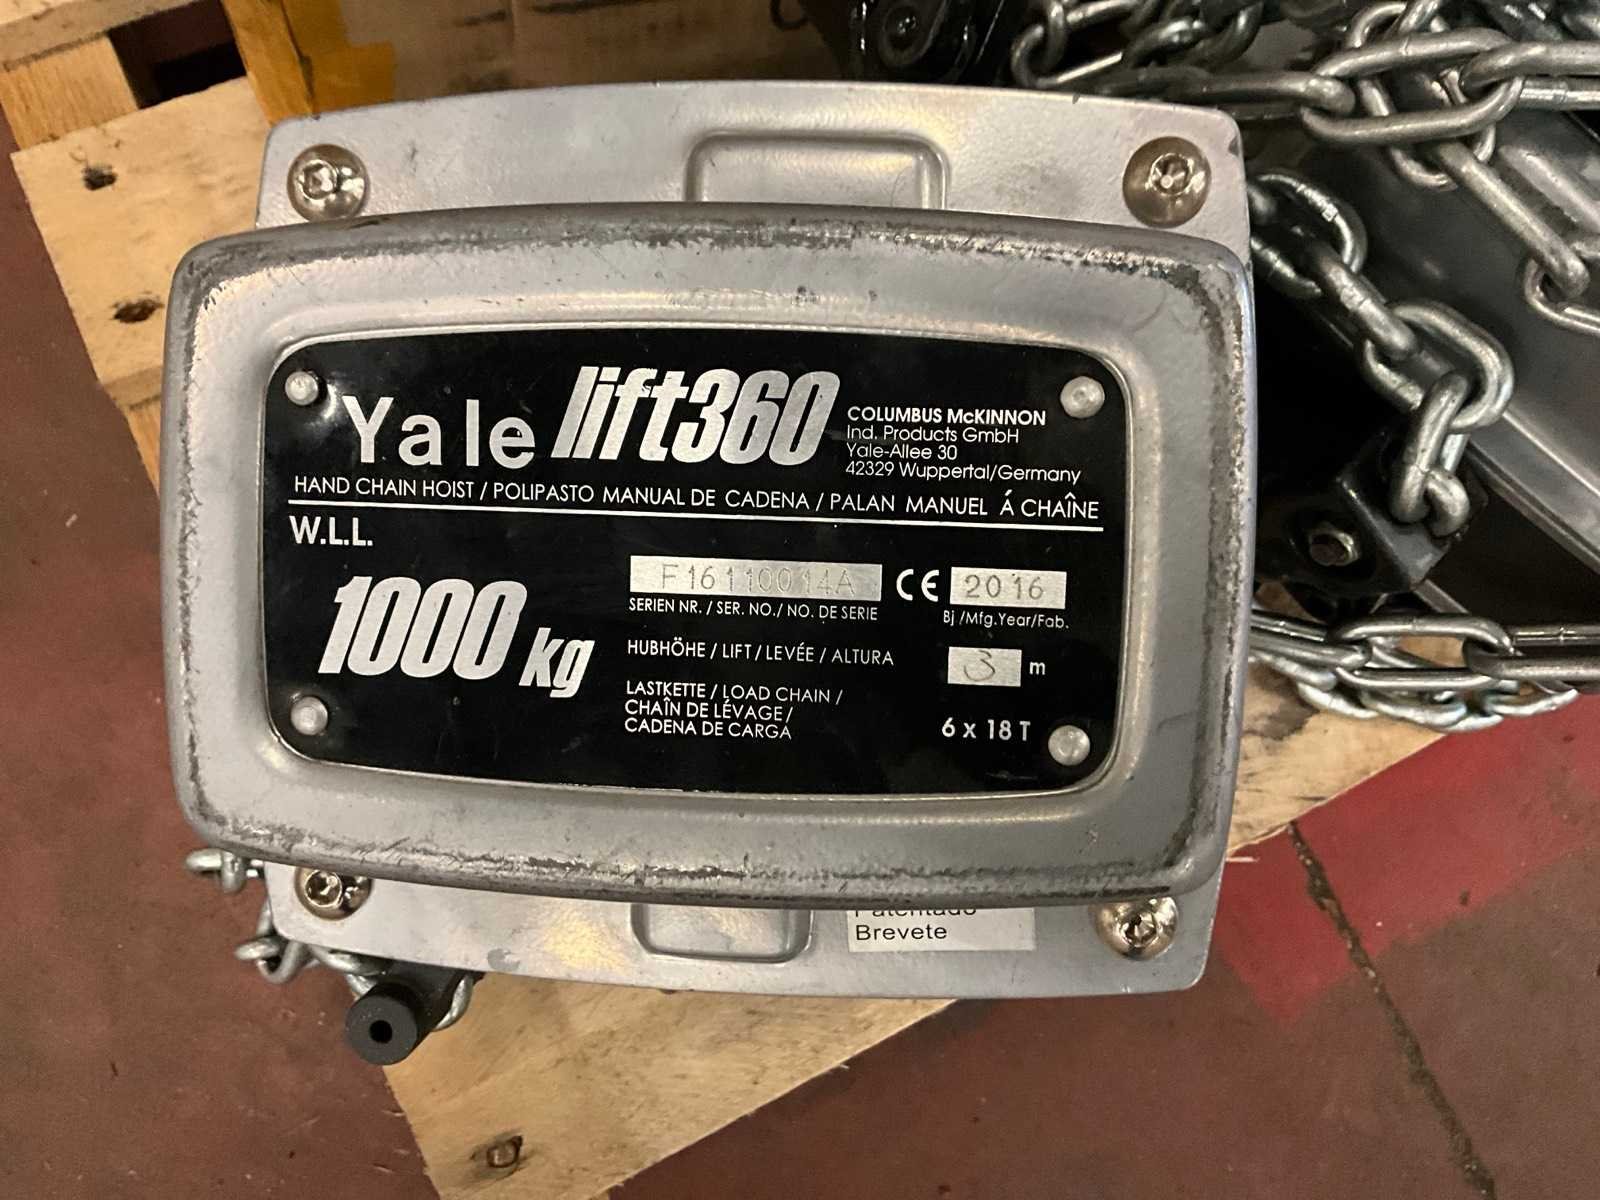 Yale lift360
COLUMBUS McKINNON
Ind. Products GmbH
Yale-Allee 30
42329 Wuppertal/Germany
HAND CHAIN HOIST / POLIPASTO MANUAL DE CADENA / PALAN MANUEL Á CHAÎNE
W.L.L.
1000 kg
F16110014A CE 2016
SERIEN NR. / SER. NO./ NO. DE SERIE Bj /Mfg.Year/Fab.
HUBHÖHE / LIFT / LEVÉE / ALTURA 3 m
LASTKETTE / LOAD CHAIN /
CHAÎN DE LÉVAGE/
CADENA DE CARGA 6 x 18 T
Patentado
Brevete